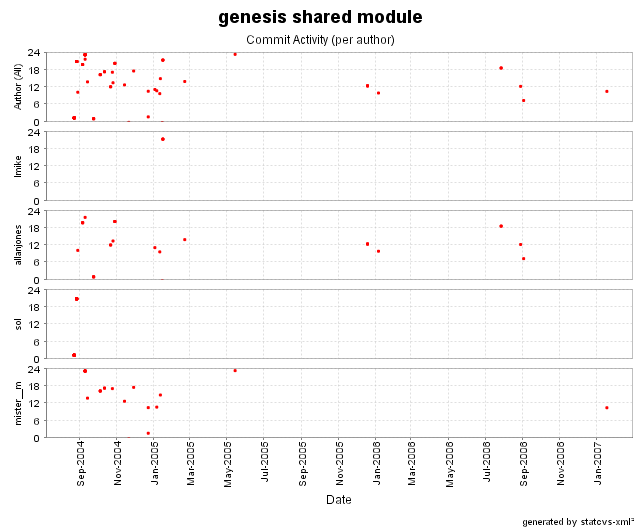 genesis shared module
Commit Activity (per author)
24
18
12
6
0
Author (All)
24
18
12
6
0
lmike
24
18
12
6
0
allanjones
24
18
12
6
0
sol
24
18
12
6
0
mister__m
Sep-2004
Nov-2004
Jan-2005
Mar-2005
May-2005
Jul-2005
Sep-2005
Nov-2005
Jan-2006
Mar-2006
May-2006
Jul-2006
Sep-2006
Nov-2006
Jan-2007
Date
generated by statcvs-xml²